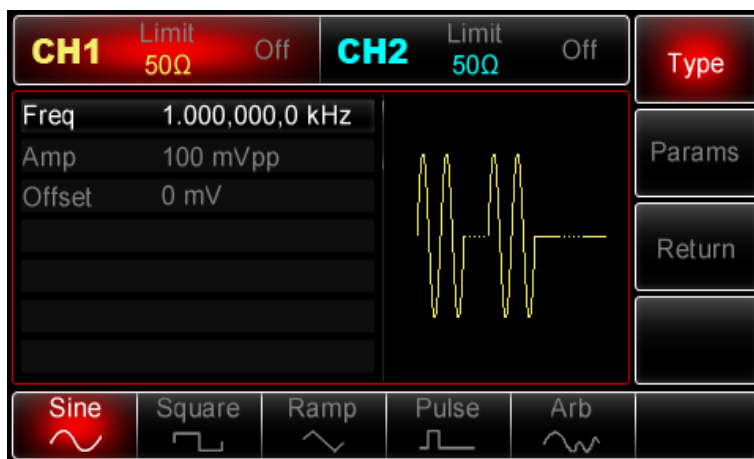 CH1 Limit Off 50Ω
CH2 Limit Off 50Ω
Type
Freq 1.000,000,0 kHz
Amp 100 mVpp
Offset 0 mV
Params
Return
Sine Square Ramp Pulse Arb